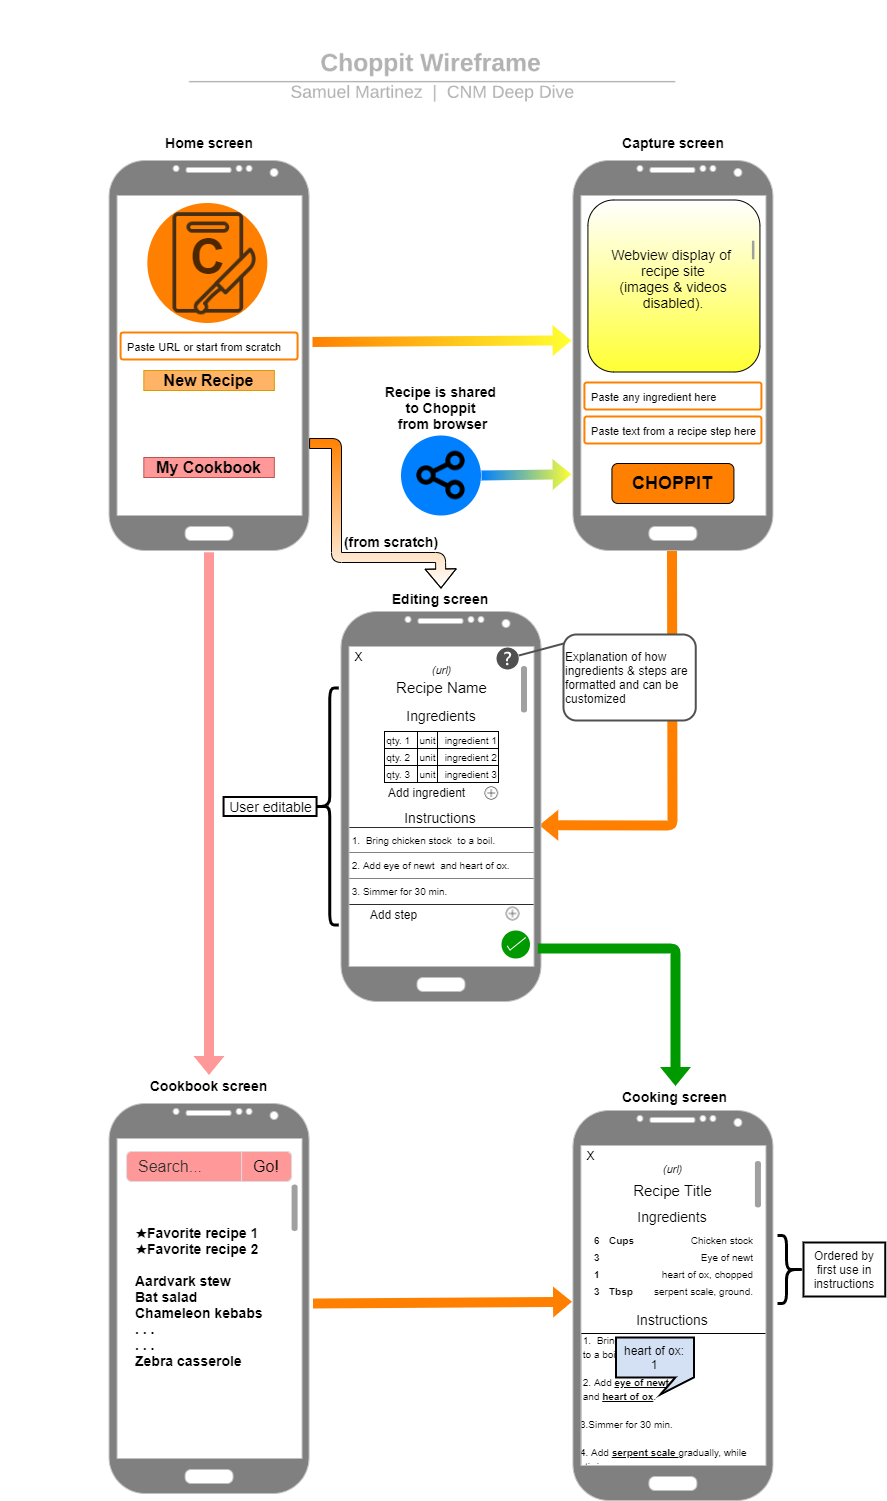 Choppit Wireframe
Samuel Martinez | CNM Deep Dive
Home screen
C
Paste URL or start from scratch
New Recipe
My Cookbook
Capture screen
Webview display of
recipe site
(images & videos
disabled).
Paste any ingredient here
Paste text from a recipe step here
CHOPPIT
Recipe is shared
to Choppit
from browser
(from scratch)
Editing screen
X
?
(url)
Recipe Name
Ingredients
qty. 1 unit ingredient 1
qty. 2 unit ingredient 2
qty. 3 unit ingredient 3
Add ingredient
Instructions
1. Bring chicken stock to a boil.
2. Add eye of newt and heart of ox.
3. Simmer for 30 min.
Add step
Explanation of how
ingredients & steps are
formatted and can be
customized
User editable
Cookbook screen
Search... Go!
★Favorite recipe 1
★Favorite recipe 2
Aardvark stew
Bat salad
Chameleon kebabs
. . .
. . .
Zebra casserole
Cooking screen
X
(url)
Recipe Title
Ingredients
6 Cups Chicken stock
3 Eye of newt
1 heart of ox, chopped
3 Tbsp serpent scale, ground.
Ordered by
first use in
instructions
Instructions
1. Brin
to a boi
heart of ox:
1
2. Add eye of newt
and heart of ox.
3.Simmer for 30 min.
4. Add serpent scale gradually, while